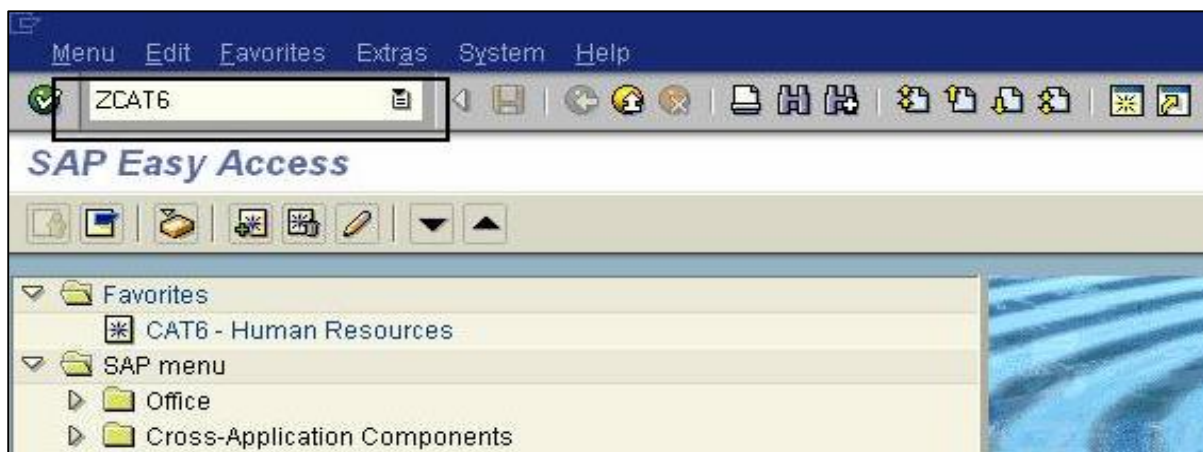 Menu Edit Favorites Extras System Help
ZCAT6
SAP Easy Access
Favorites
CAT6 - Human Resources
SAP menu
Office
Cross-Application Components